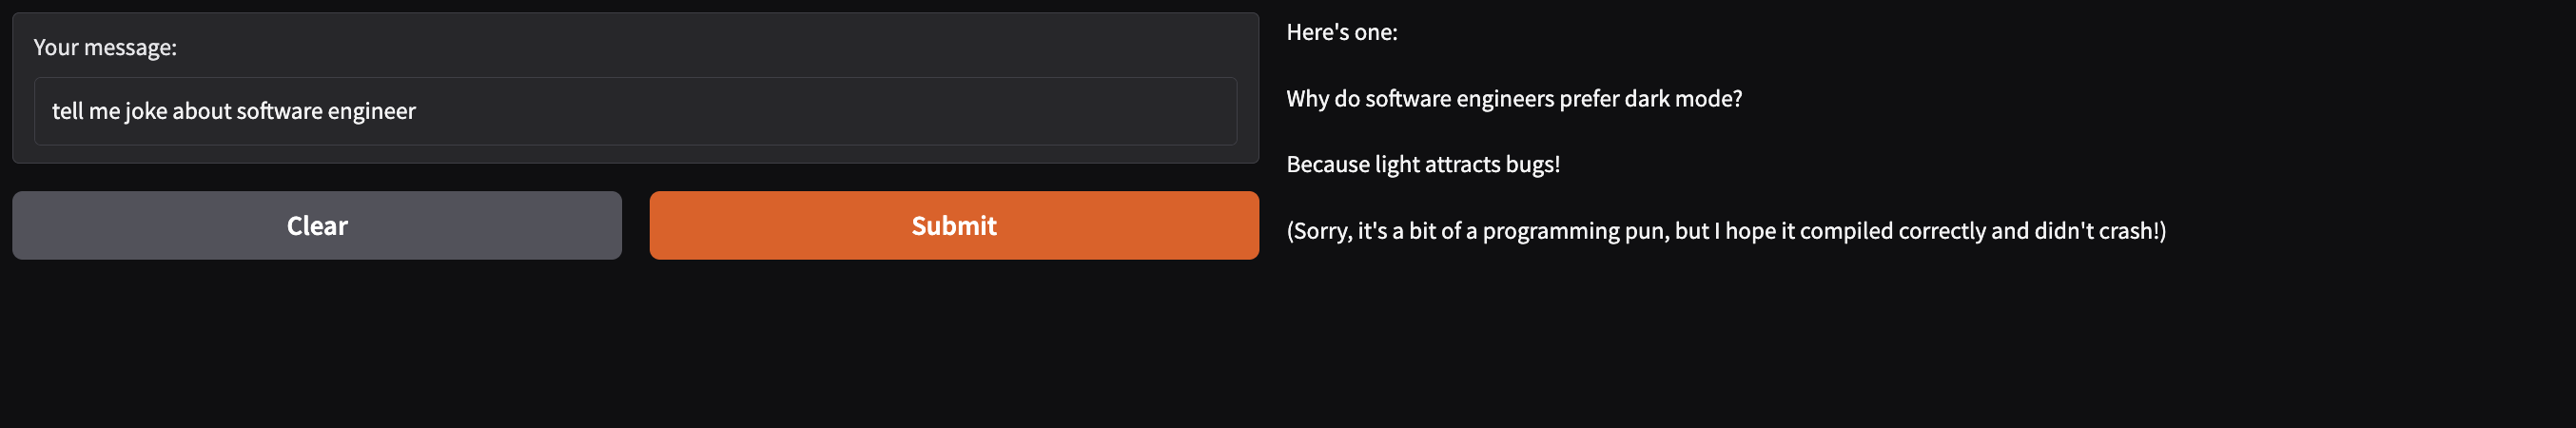 Your message:
tell me joke about software engineer
Clear
Submit
Here's one:
Why do software engineers prefer dark mode?
Because light attracts bugs!
(Sorry, it's a bit of a programming pun, but I hope it compiled correctly and didn't crash!)